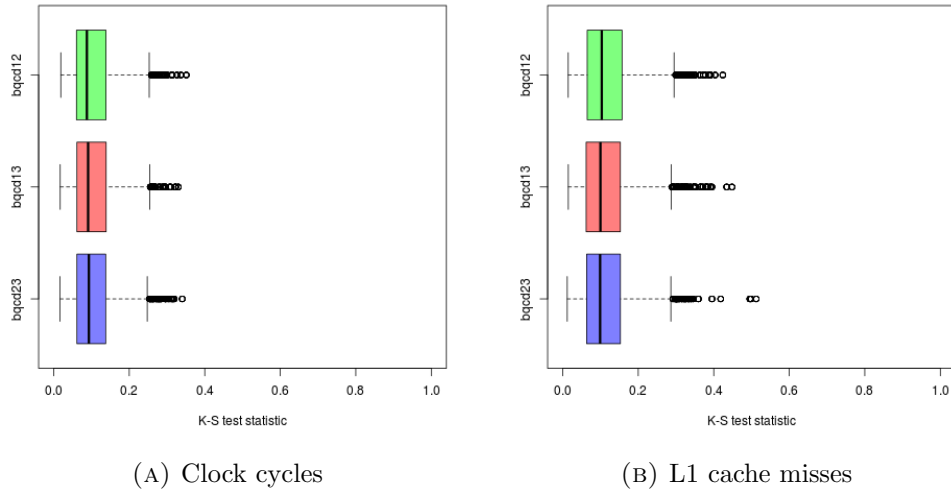 bqcd12
bqcd13
bqcd23
0.0 0.2 0.4 0.6 0.8 1.0
K-S test statistic
(A) Clock cycles
bqcd12
bqcd13
bqcd23
0.0 0.2 0.4 0.6 0.8 1.0
K-S test statistic
(B) L1 cache misses